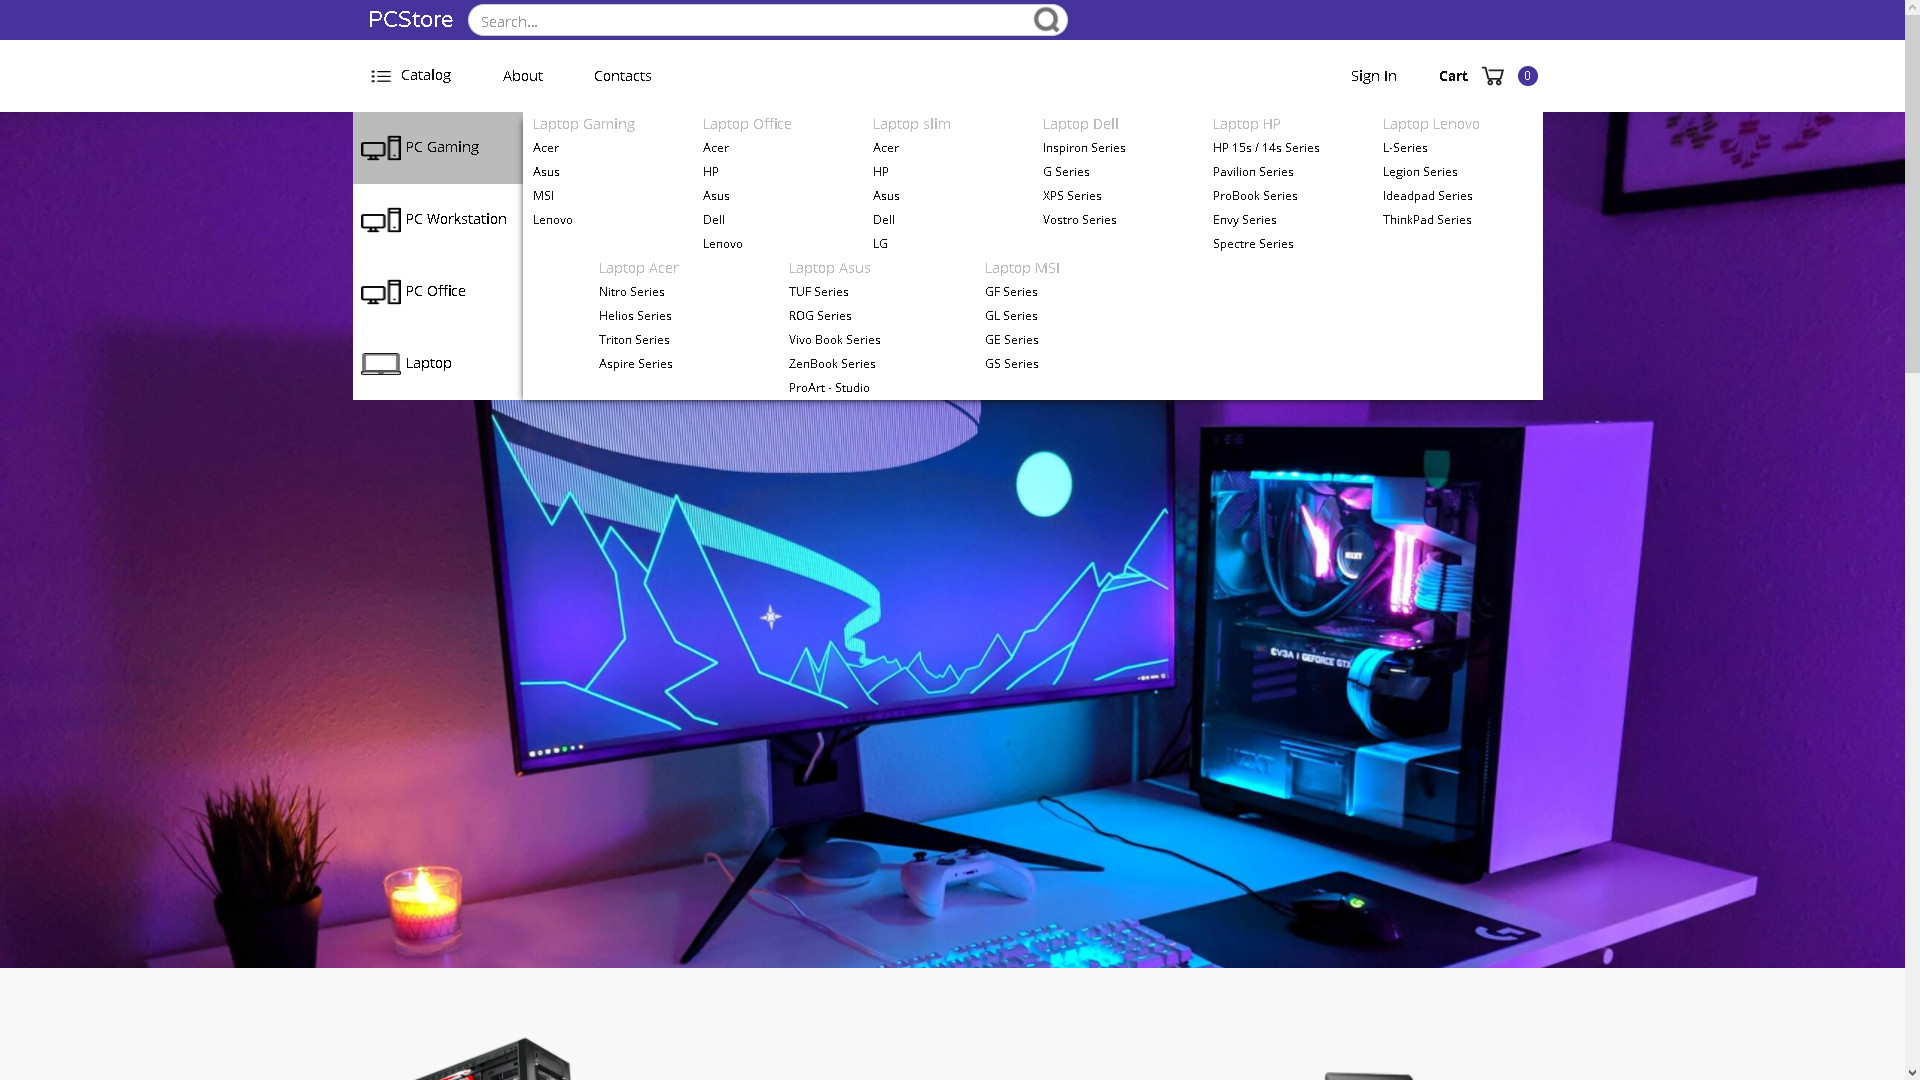 PCStore
Search...
Catalog
About
Contacts
Sign In
Cart
0
PC Gaming
PC Workstation
PC Office
Laptop
Laptop Gaming
Acer
Asus
MSI
Lenovo
Laptop Office
Acer
HP
Asus
Dell
Lenovo
Laptop slim
Acer
HP
Asus
Dell
LG
Laptop Dell
Inspiron Series
G Series
XPS Series
Vostro Series
Laptop HP
HP 15s / 14s Series
Pavilion Series
ProBook Series
Envy Series
Spectre Series
Laptop Lenovo
L-Series
Legion Series
Ideadpad Series
ThinkPad Series
Laptop Acer
Nitro Series
Helios Series
Triton Series
Aspire Series
Laptop Asus
TUF Series
ROG Series
Vivo Book Series
ZenBook Series
ProArt - Studio
Laptop MSI
GF Series
GL Series
GE Series
GS Series
NZXT
EVGA | GEFORCE GTX
NZXT